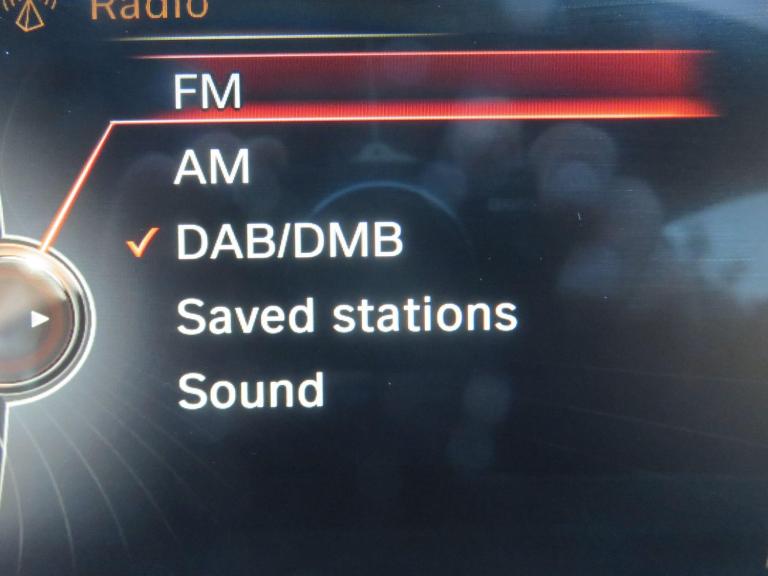 Radio
FM
AM
DAB/DMB
Saved stations
Sound